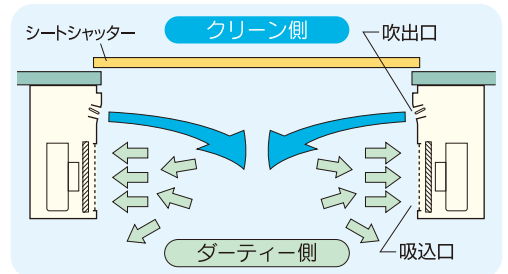 クリーン側
シートシャッター
吹出口
ダーティー側
吸込口